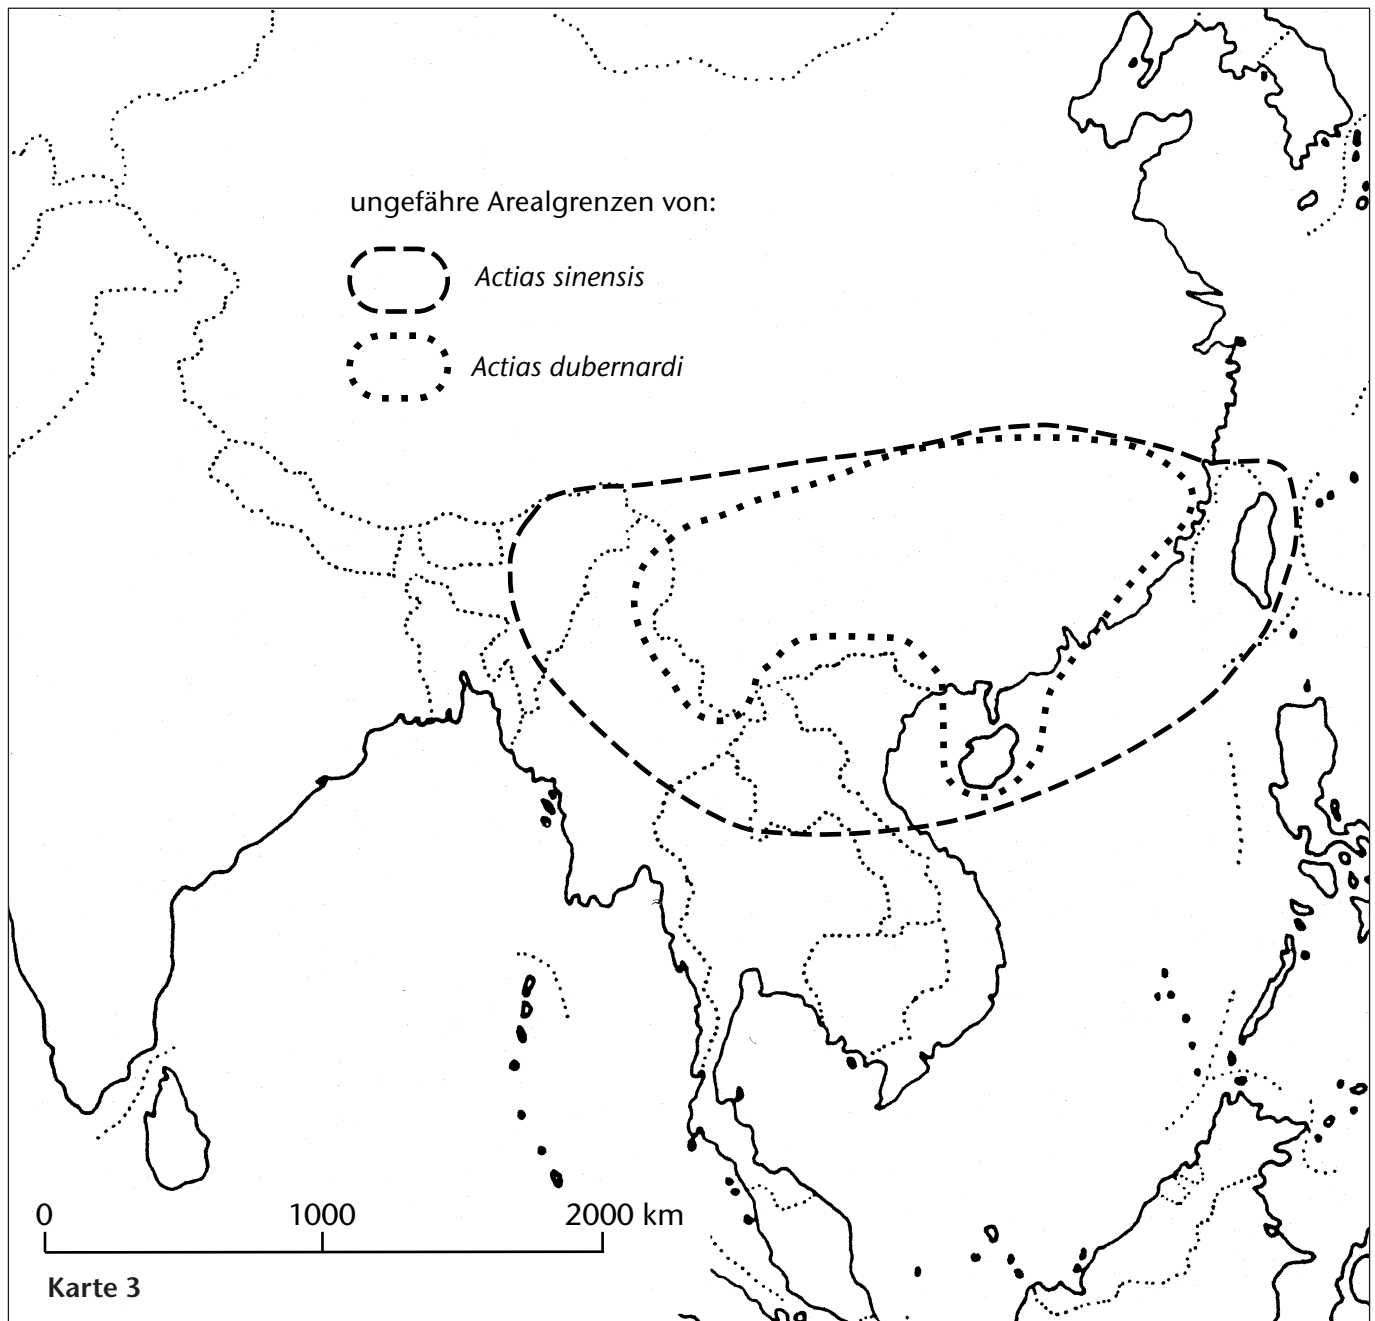 ungefähre Arealgrenzen von:
Actias sinensis
Actias dubernardi
0 1000 2000 km
Karte 3